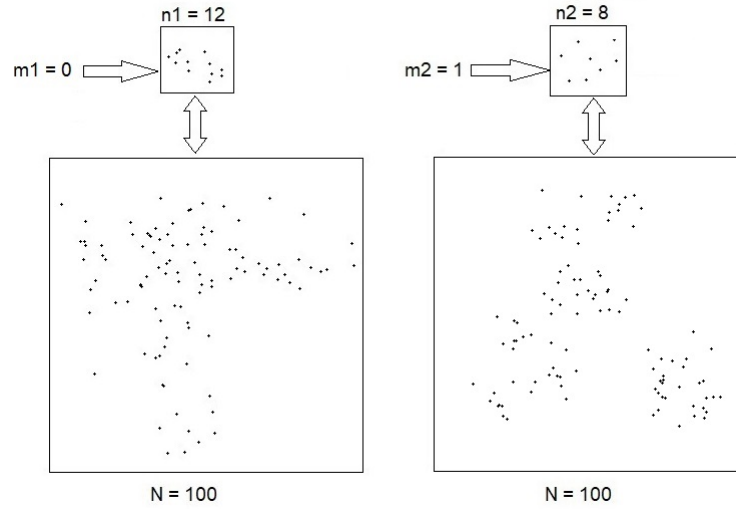 n1 = 12
n2 = 8
m1 = 0
m2 = 1
N = 100
N = 100